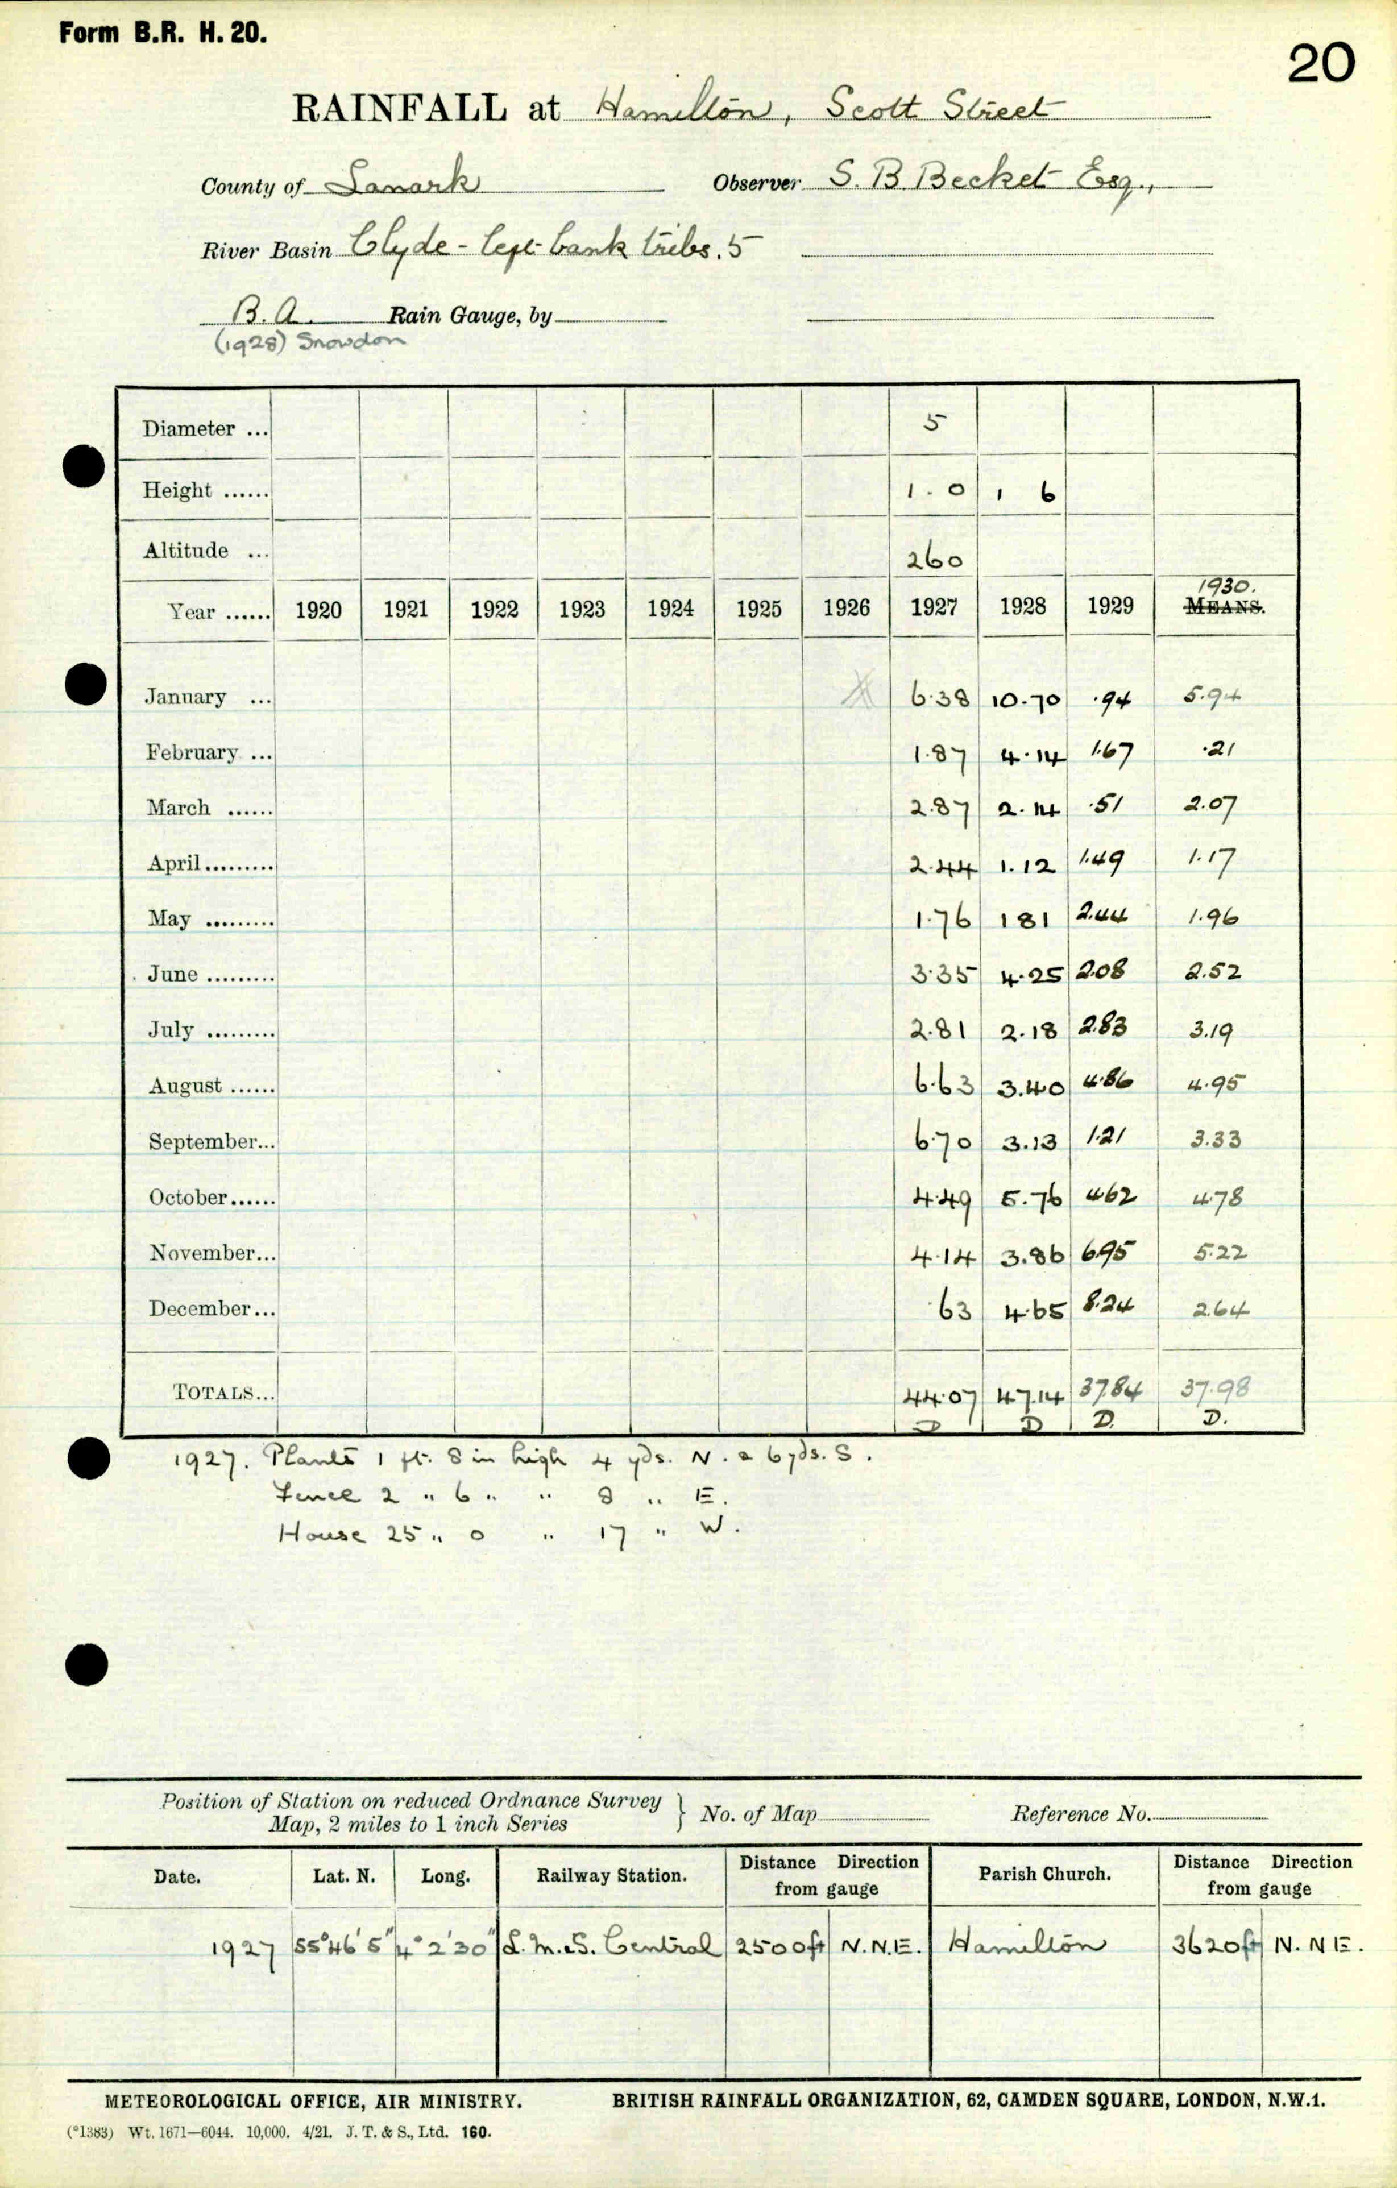 Form B.R. H. 20.
20
RAINFALL at Hamilton, Scott Street
County of Lanark Observer S. B. Becket Esq.,
River Basin Clyde - left bank tribs. 5
B.A. Rain Gauge, by
(1928) Snowdon
Diameter ... 5
Height ...... 1 . 0 1 6
Altitude ... 260
1930.
Year ...... 1920 1921 1922 1923 1924 1925 1926 1927 1928 1929 MEANS.
January ... 6.38 10.70 .94 5.94
February ... 1.87 4.14 1.67 .21
March ...... 2.87 2.14 .51 2.07
April ......... 2.44 1.12 1.49 1.17
May ......... 1.76 1 81 2.44 1.96
June ......... 3.35 4.25 2.08 2.52
July ......... 2.81 2.18 2.83 3.19
August ...... 6.63 3.40 4.86 4.95
September... 6.70 3.13 1.21 3.33
October...... 4.49 5.76 4.62 4.78
November... 4.14 3.86 6.95 5.22
December... .63 4.65 8.24 2.64
TOTALS... 44.07 47.14 37.84 37.98
D D D. D.
1927. Plants 1 ft. 8 in high 4 yds. N. & 6 yds. S.
Fence 2 " 6 " " 8 " E.
House 25 " 0 " 17 " W.
Position of Station on reduced Ordnance Survey
Map, 2 miles to 1 inch Series } No. of Map Reference No.
Date. Lat. N. Long. Railway Station. Distance Direction from gauge Parish Church. Distance Direction from gauge
1927 55°46'5" 4°2'30" L.M.&S. Central 2500ft N.N.E. Hamilton 3620ft N.N.E.
METEOROLOGICAL OFFICE, AIR MINISTRY. BRITISH RAINFALL ORGANIZATION, 62, CAMDEN SQUARE, LONDON, N.W.1.
(*1383) Wt. 1671—6044. 10,000. 4/21. J. T. & S., Ltd. 160.